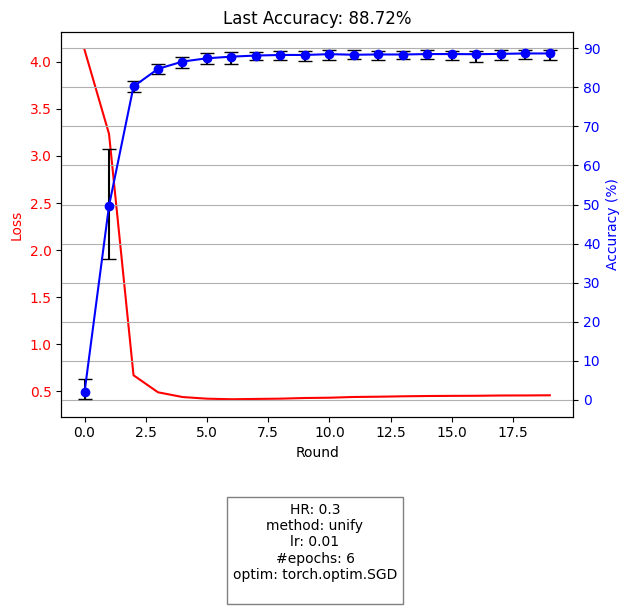 Last Accuracy: 88.72%
4.0
3.5
3.0
2.5
2.0
1.5
1.0
0.5
Loss
90
80
70
60
50
40
30
20
10
0
Accuracy (%)
0.0 2.5 5.0 7.5 10.0 12.5 15.0 17.5
Round
HR: 0.3
method: unify
lr: 0.01
#epochs: 6
optim: torch.optim.SGD